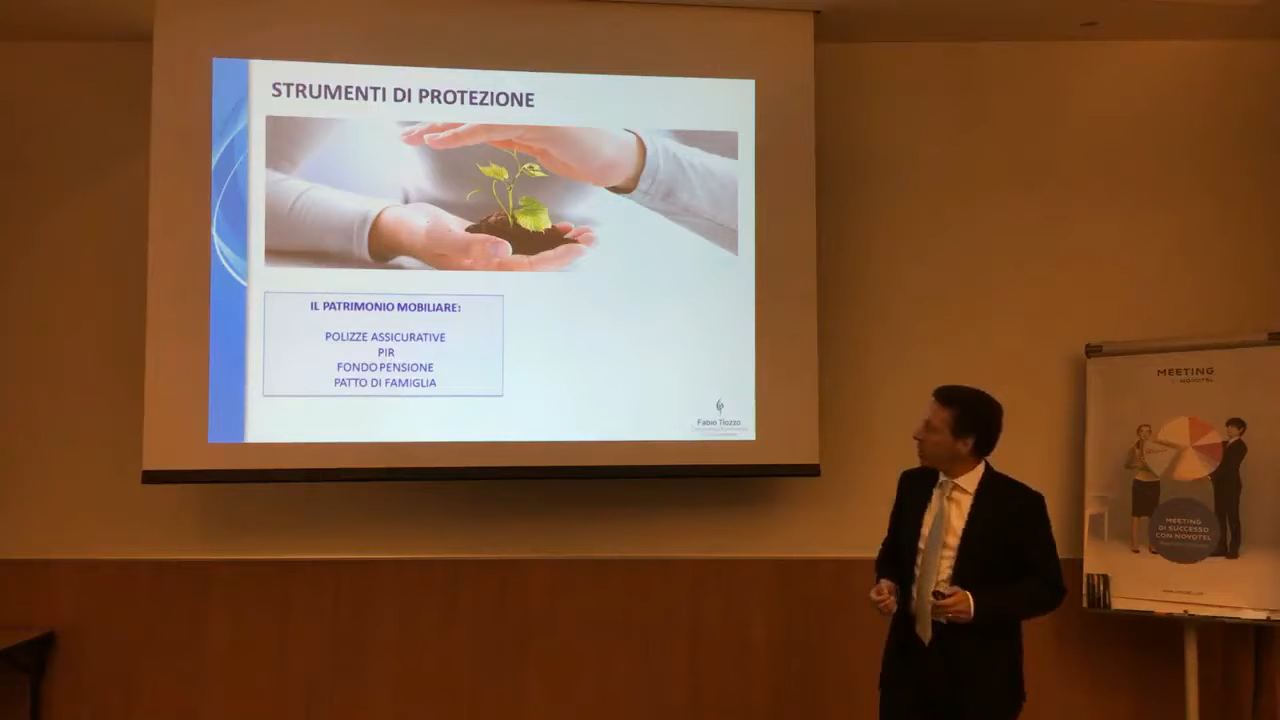 STRUMENTI DI PROTEZIONE
IL PATRIMONIO MOBILIARE:
POLIZZE ASSICURATIVE
PIR
FONDO PENSIONE
PATTO DI FAMIGLIA
Fabio Tiozzo
MEETING
NOVOTEL
MEETING
DI SUCCESSO
CON NOVOTEL